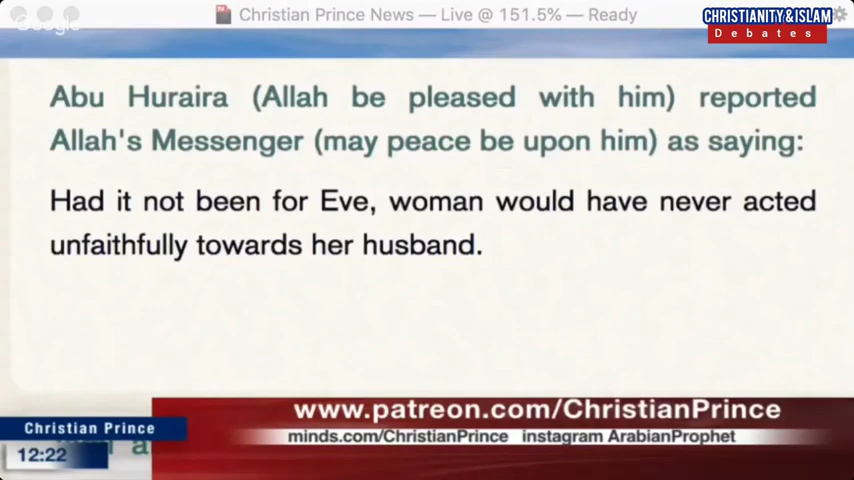 Google
Christian Prince News — Live @ 151.5% — Ready
CHRISTIANITY & ISLAM
Debates
Abu Huraira (Allah be pleased with him) reported
Allah's Messenger (may peace be upon him) as saying:
Had it not been for Eve, woman would have never acted
unfaithfully towards her husband.
www.patreon.com/ChristianPrince
Christian Prince
minds.com/ChristianPrince instagram ArabianProphet
12:22